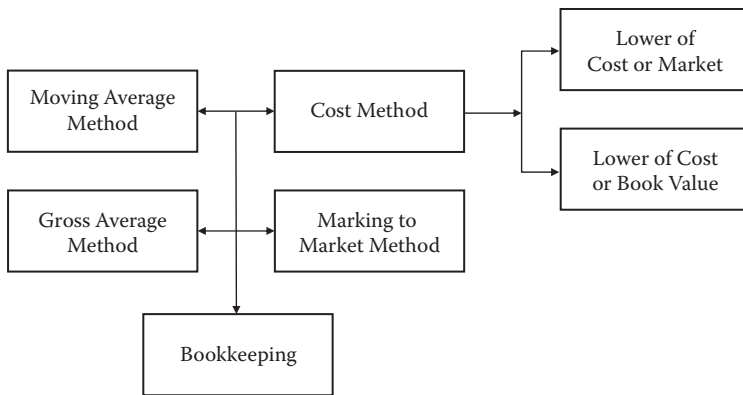 Lower of
Cost or Market
Moving Average
Method
Cost Method
Lower of Cost
or Book Value
Gross Average
Method
Marking to
Market Method
Bookkeeping